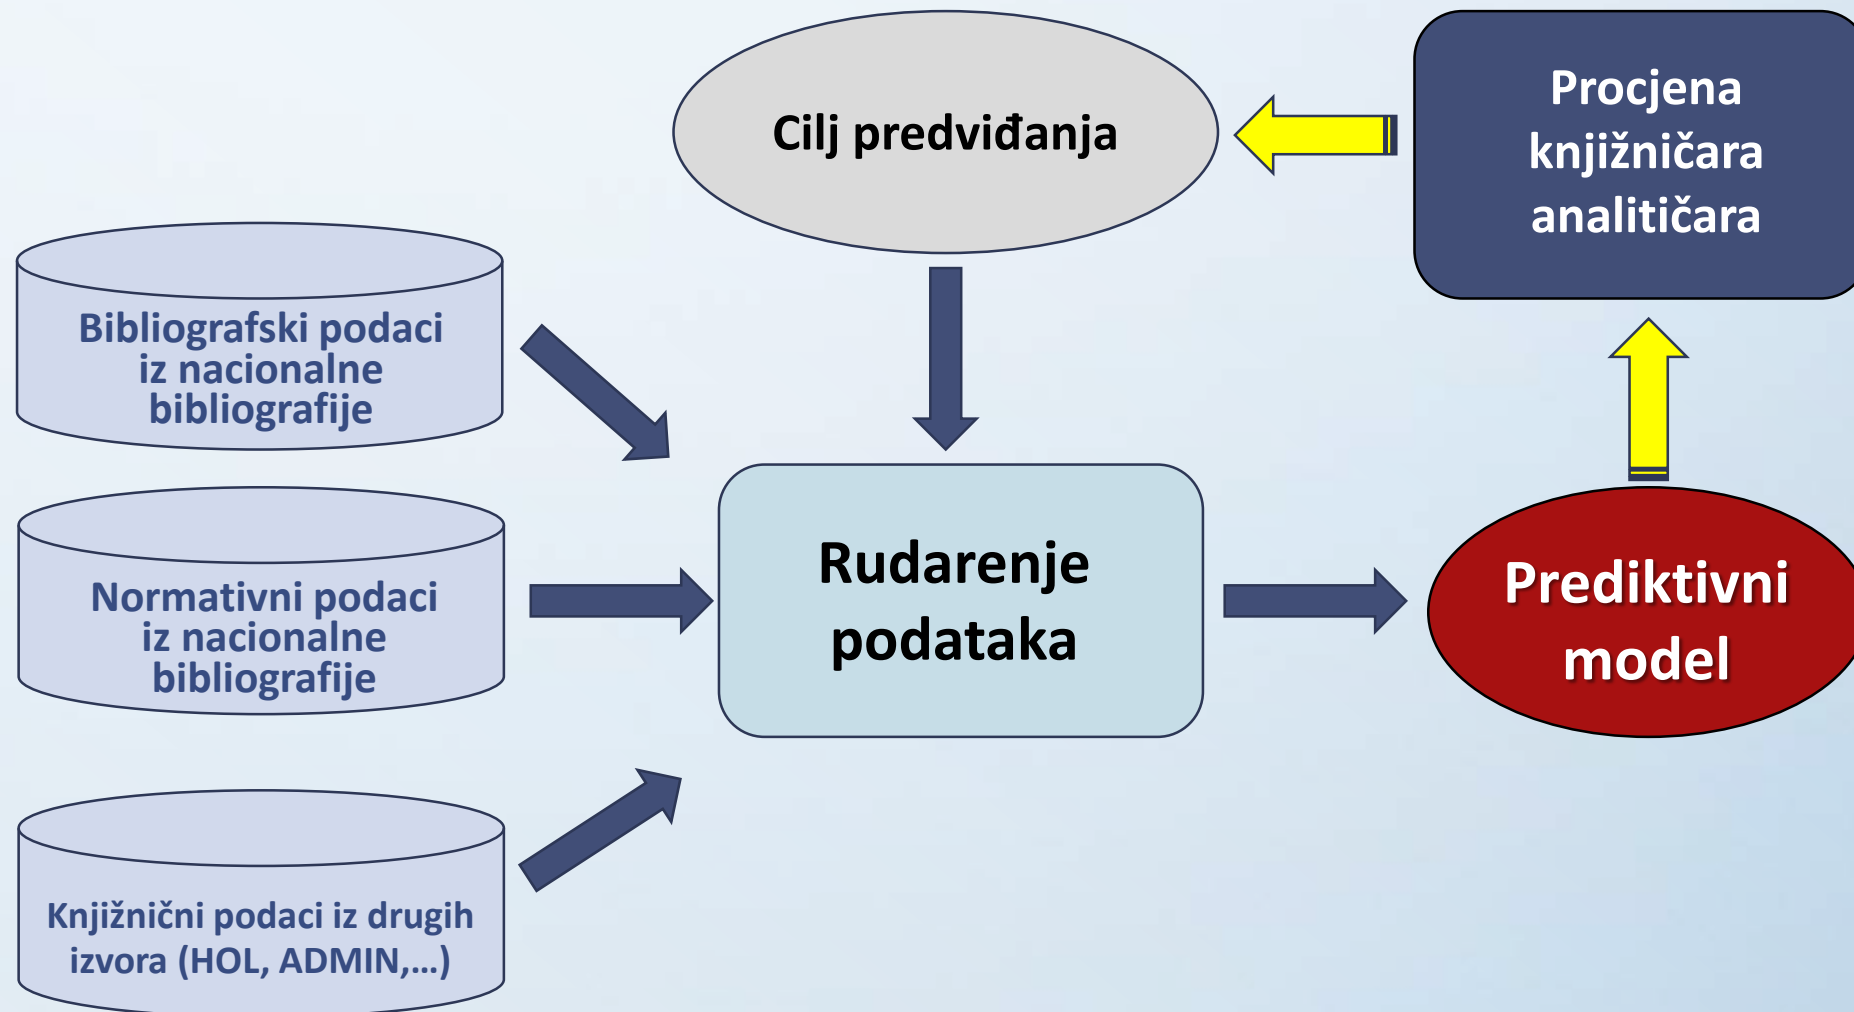 Cilj predviđanja
Procjena
knjižničara
analitičara
Bibliografski podaci
iz nacionalne
bibliografije
Normativni podaci
iz nacionalne
bibliografije
Rudarenje
podataka
Prediktivni
model
Knjižnični podaci iz drugih
izvora (HOL, ADMIN,...)